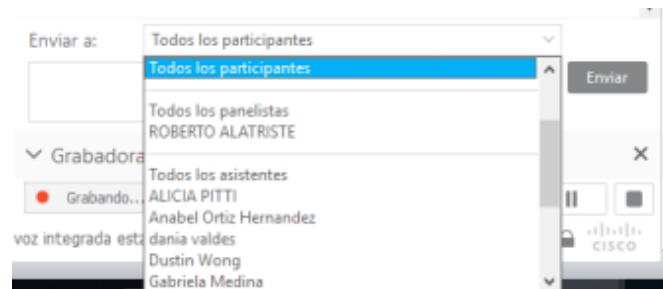 Enviar a:
Todos los participantes
Todos los participantes
Enviar
Todos los panelistas
ROBERTO ALATRISTE
Grabadora
Todos los asistentes
Grabando...
ALICIA PITTI
Anabel Ortiz Hernandez
voz integrada está
dania valdes
CISCO
Dustin Wong
Gabriela Medina